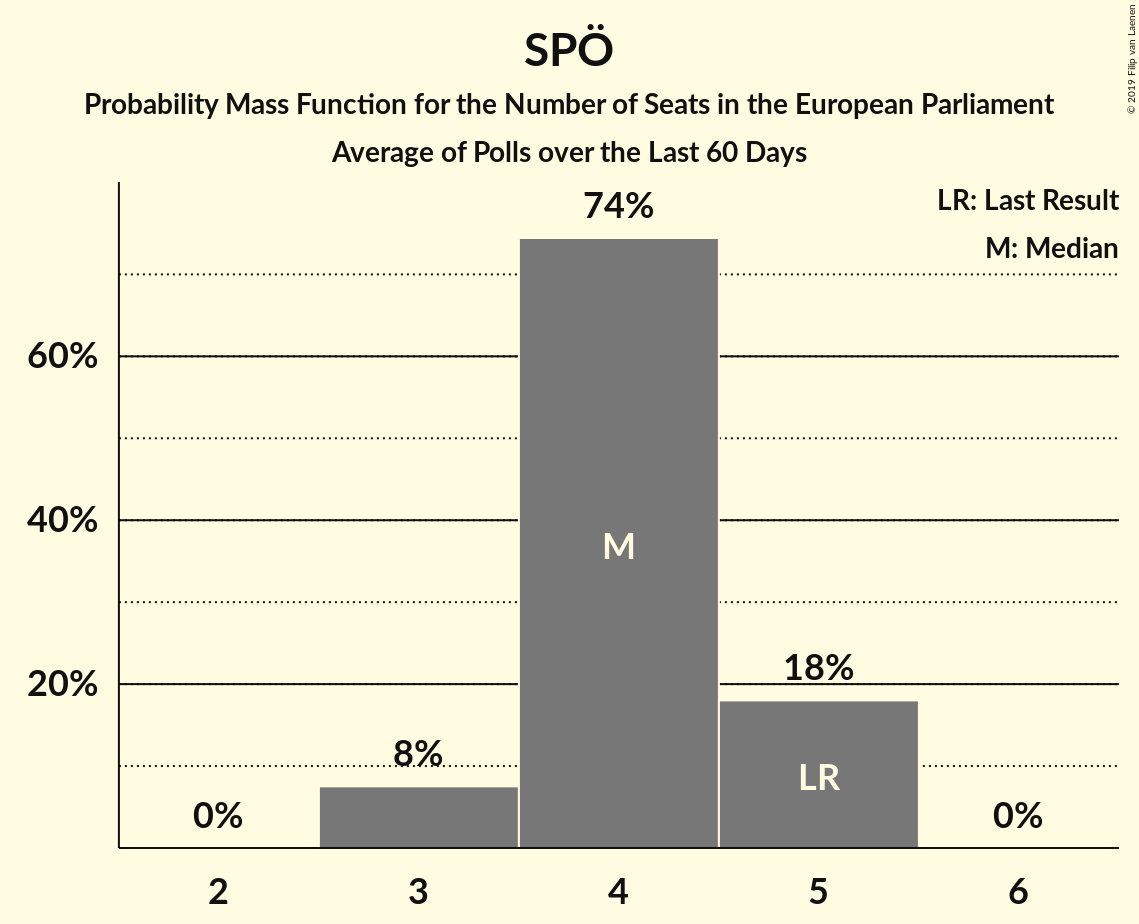 SPÖ
Probability Mass Function for the Number of Seats in the European Parliament
Average of Polls over the Last 60 Days
© 2019 Filip van Laenen
LR: Last Result
M: Median
74%
60%
40%
M
20%
18%
8%
LR
0%
0%
2
3
4
5
6